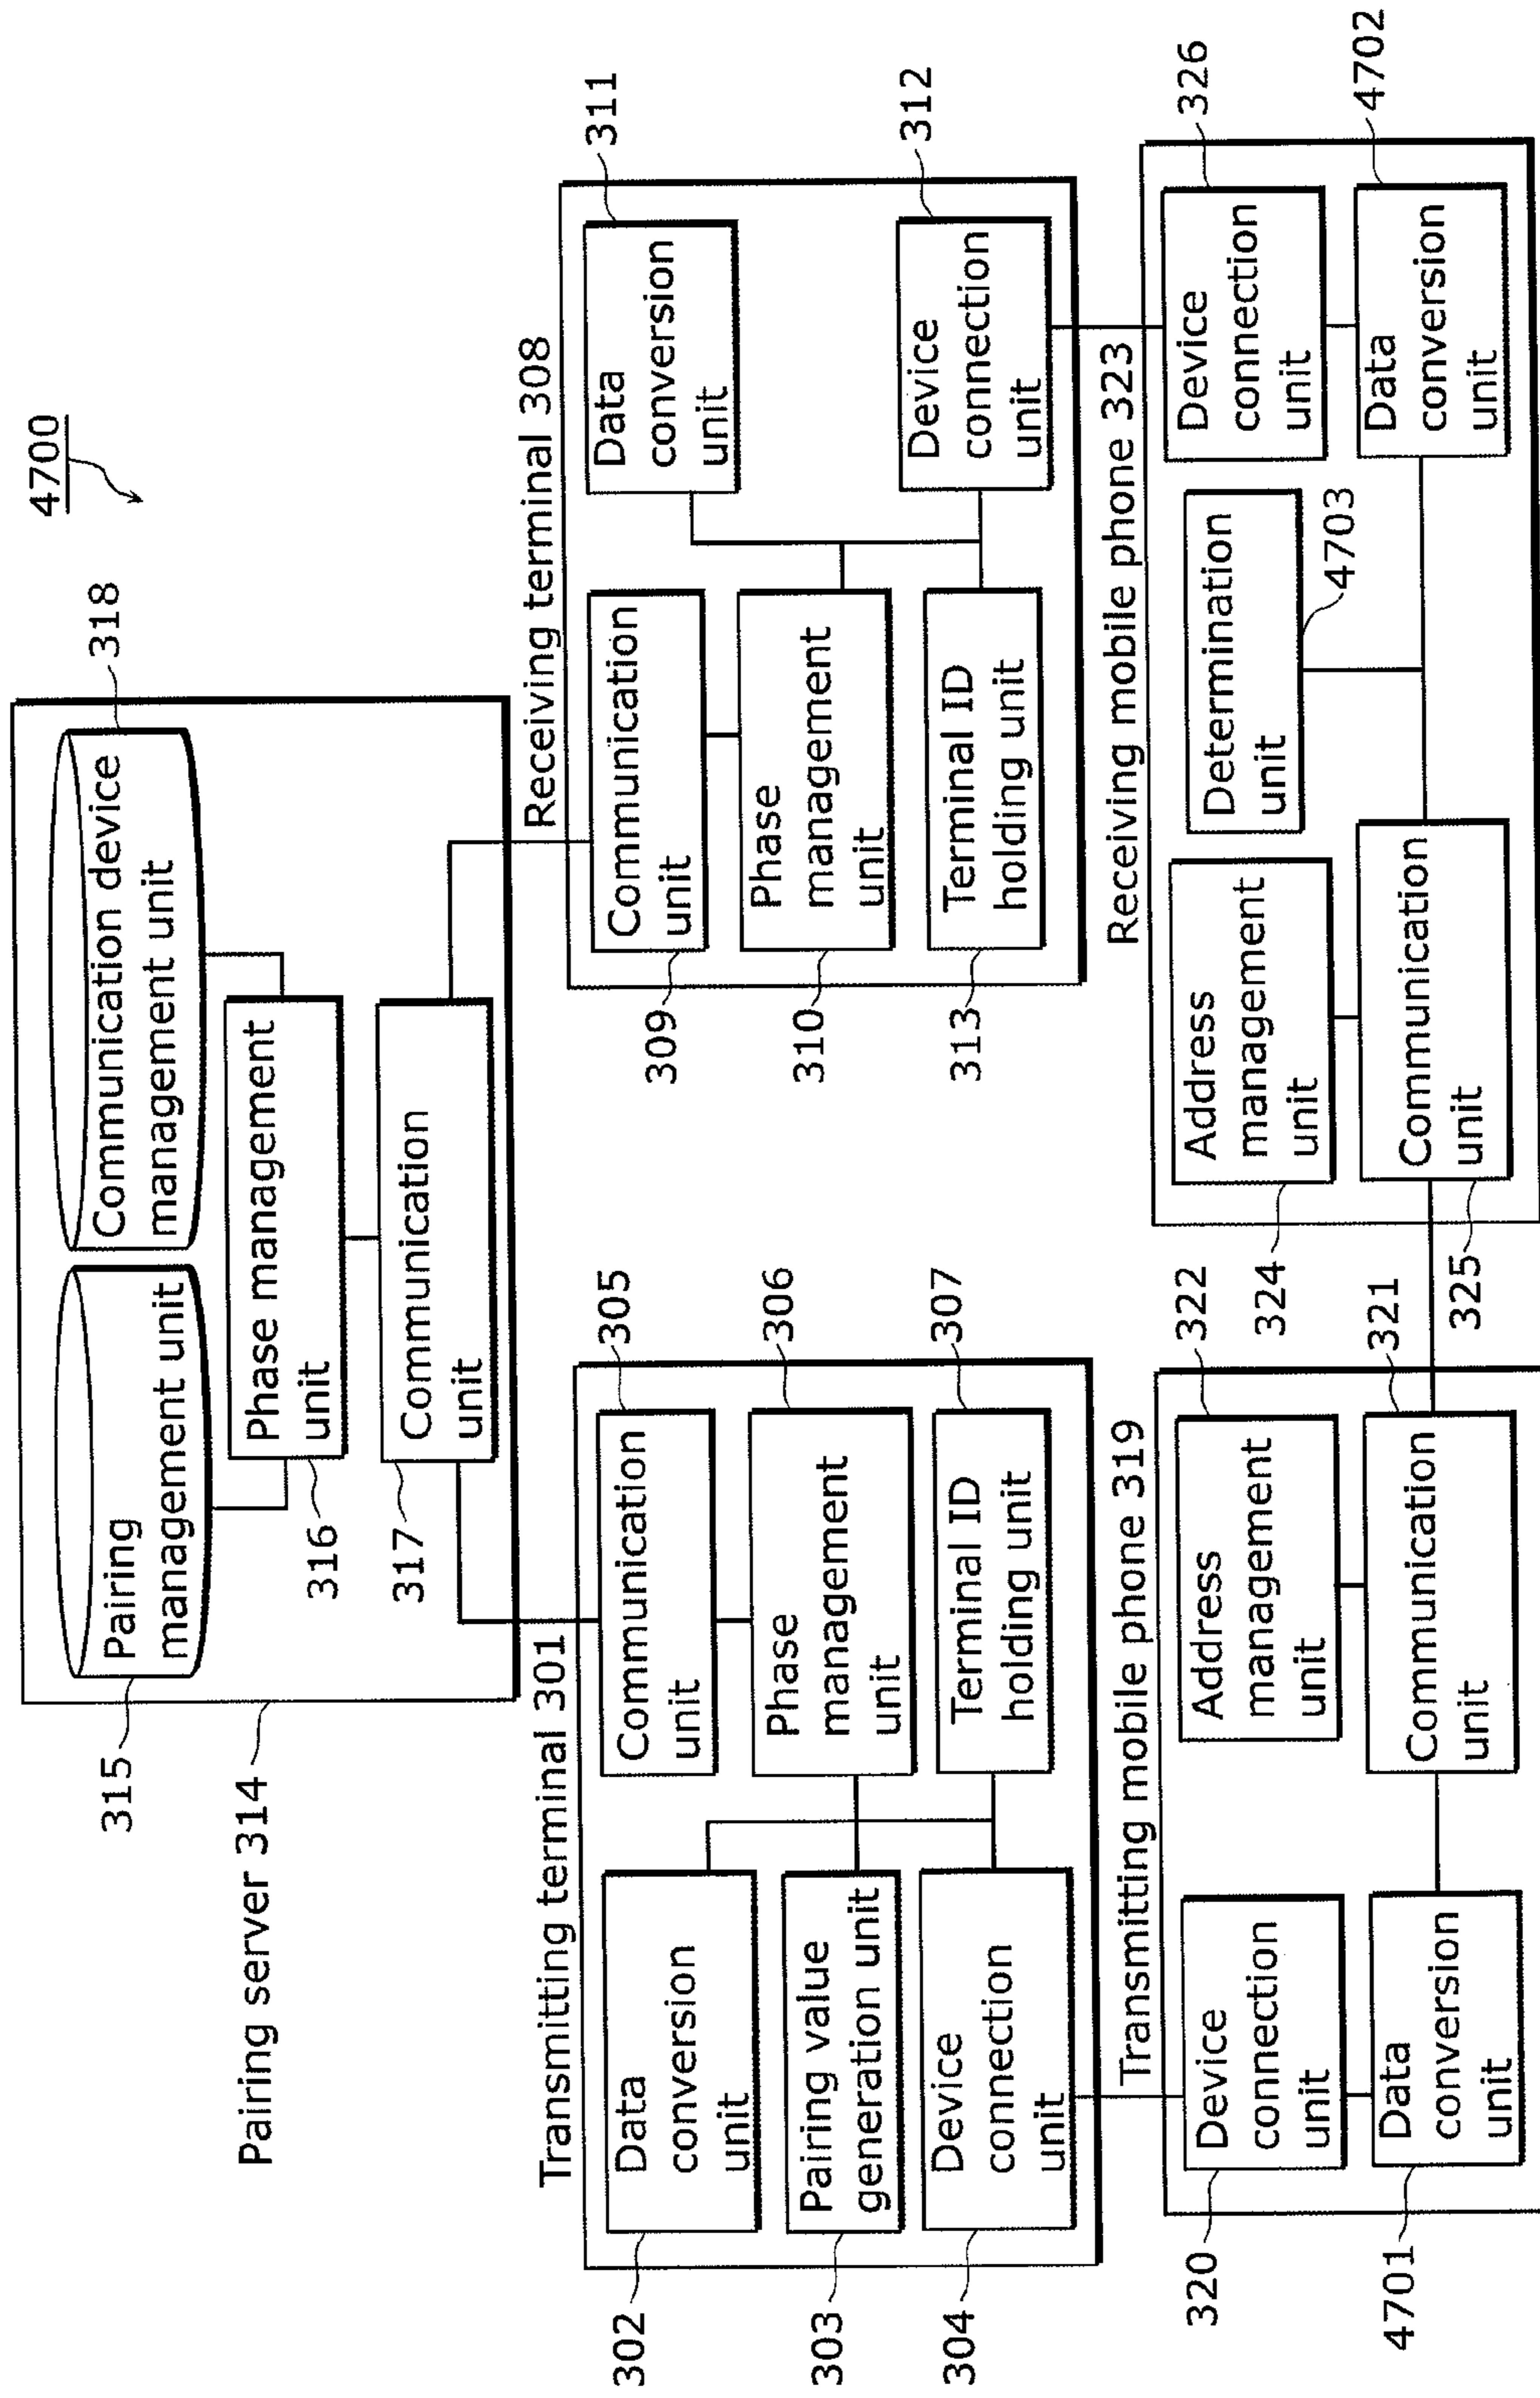 4700
Pairing server 314
315
Pairing
management unit
Communication device
management unit
318
Phase management
unit
316
Communication
unit
317
Transmitting terminal 301
302
Data
conversion
unit
Communication
unit
305
303
Pairing value
generation unit
Phase
management
unit
306
304
Device
connection
unit
Terminal ID
holding unit
307
Receiving terminal 308
309
Communication
unit
Data
conversion
unit
311
310
Phase
management
unit
313
Terminal ID
holding unit
Device
connection
unit
312
Transmitting mobile phone 319
320
Device
connection
unit
Address
management
unit
322
4701
Data
conversion
unit
Communication
unit
321
Receiving mobile phone 323
324
Address
management
unit
Determination
unit
4703
Device
connection
unit
326
325
Communication
unit
Data
conversion
unit
4702